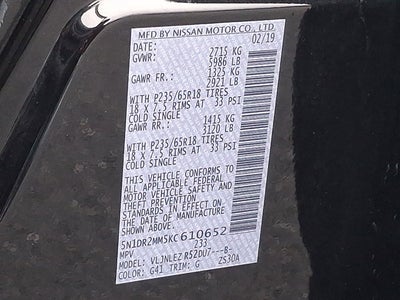 MFD BY NISSAN MOTOR CO., LTD.
DATE: 02/19
GVWR: 2715 KG
5986 LB
GAWR FR.: 1325 KG
2921 LB
WITH P235/65R18 TIRES
18 X 7.5 RIMS AT 33 PSI
COLD SINGLE
GAWR RR.: 1415 KG
3120 LB
WITH P235/65R18 TIRES
18 X 7.5 RIMS AT 33 PSI
COLD SINGLE
THIS VEHICLE CONFORMS TO
ALL APPLICABLE FEDERAL
MOTOR VEHICLE SAFETY AND
THEFT PREVENTION
STANDARDS IN EFFECT ON THE
DATE OF MANUFACTURE
SHOWN ABOVE.
5N1DR2MM5KC610652
MPV 233
MODEL: VLJNLEZ R52DU7---B-
COLOR: G41 TRIM: G ZS30A